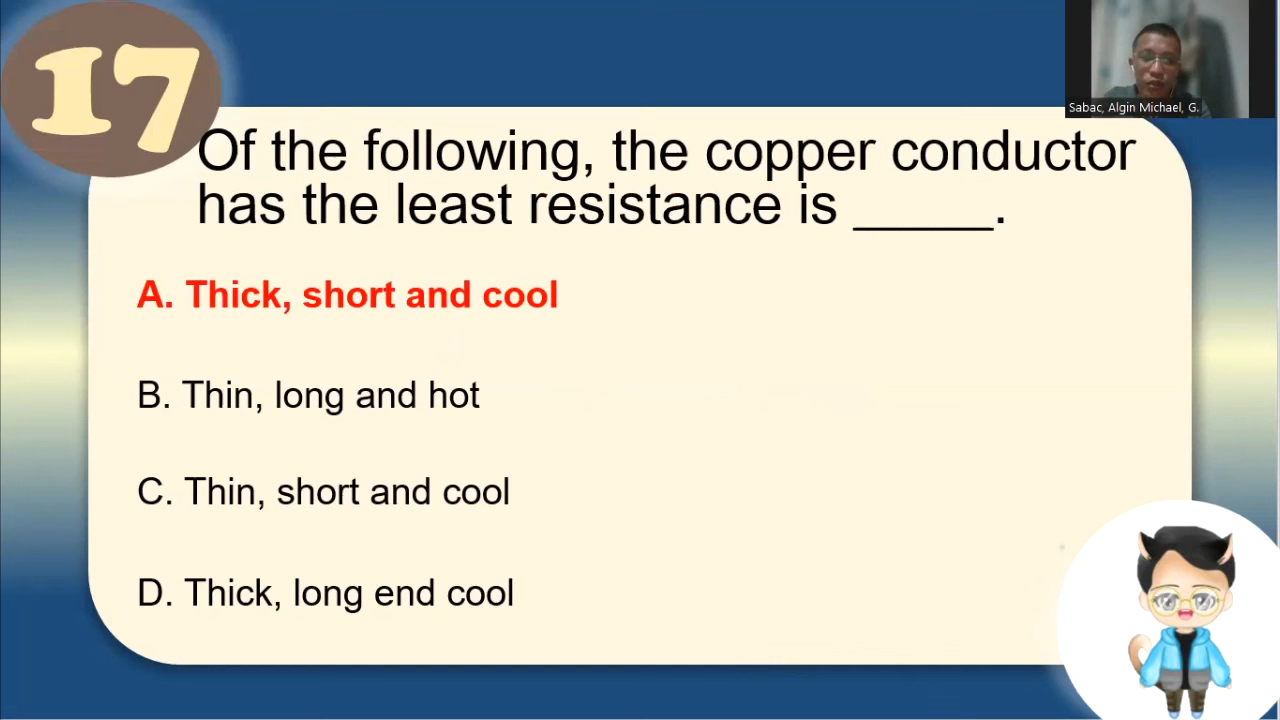 17
Sabac, Algin Michael, G.
Of the following, the copper conductor
has the least resistance is _____.
A. Thick, short and cool
B. Thin, long and hot
C. Thin, short and cool
D. Thick, long end cool